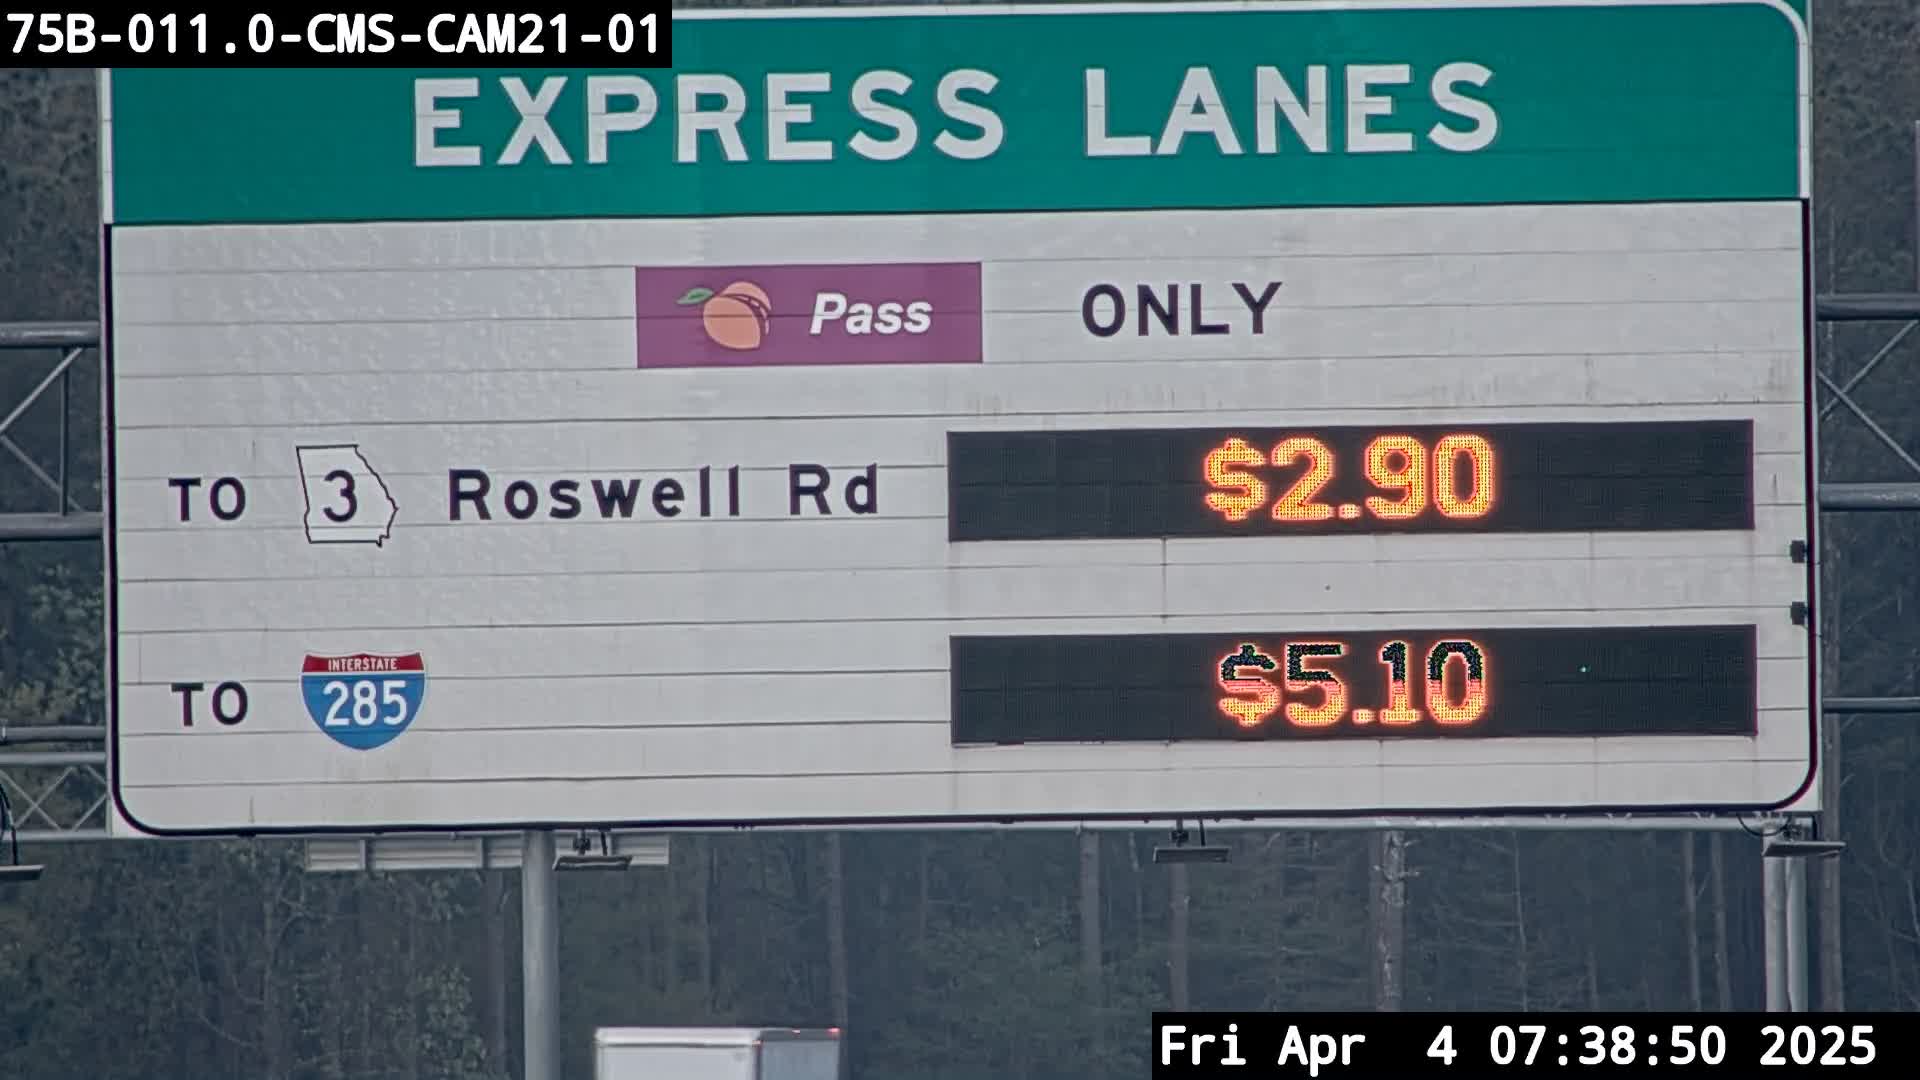 75B-011.0-CMS-CAM21-01
EXPRESS LANES
Pass ONLY
TO 3 Roswell Rd $2.90
INTERSTATE
TO 285 $5.10
Fri Apr 4 07:38:50 2025